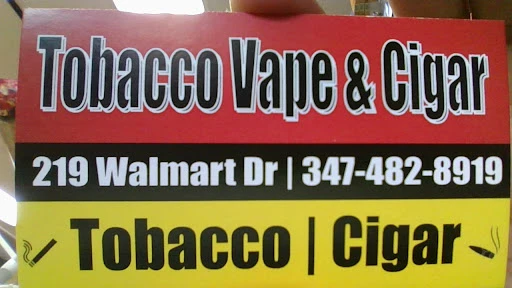 Tobacco Vape & Cigar
219 Walmart Dr | 347-482-8919
Tobacco | Cigar